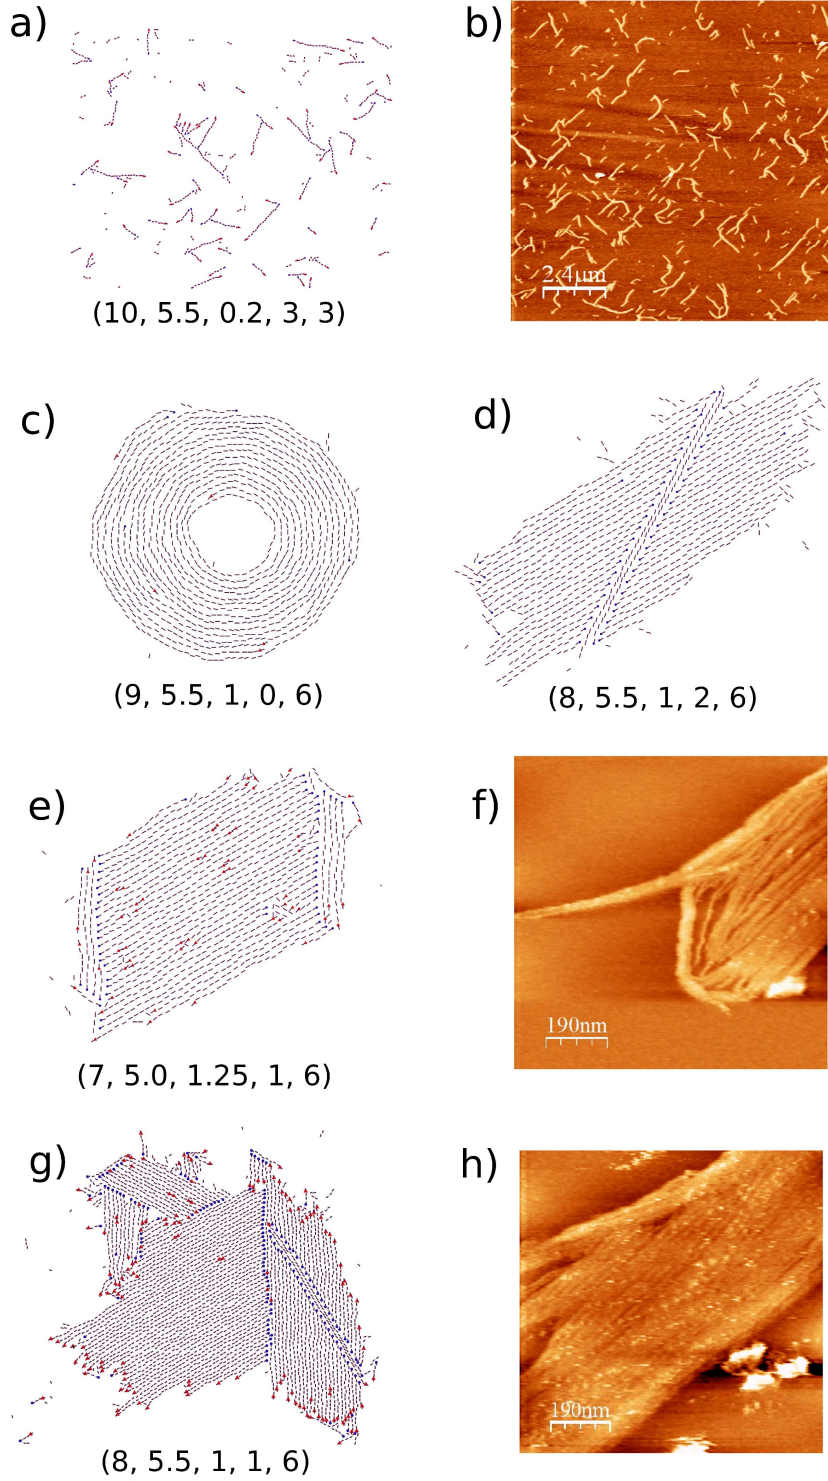 a)
b)
2.4µm
(10, 5.5, 0.2, 3, 3)
c)
d)
(9, 5.5, 1, 0, 6)
(8, 5.5, 1, 2, 6)
e)
f)
190nm
(7, 5.0, 1.25, 1, 6)
g)
h)
190nm
(8, 5.5, 1, 1, 6)